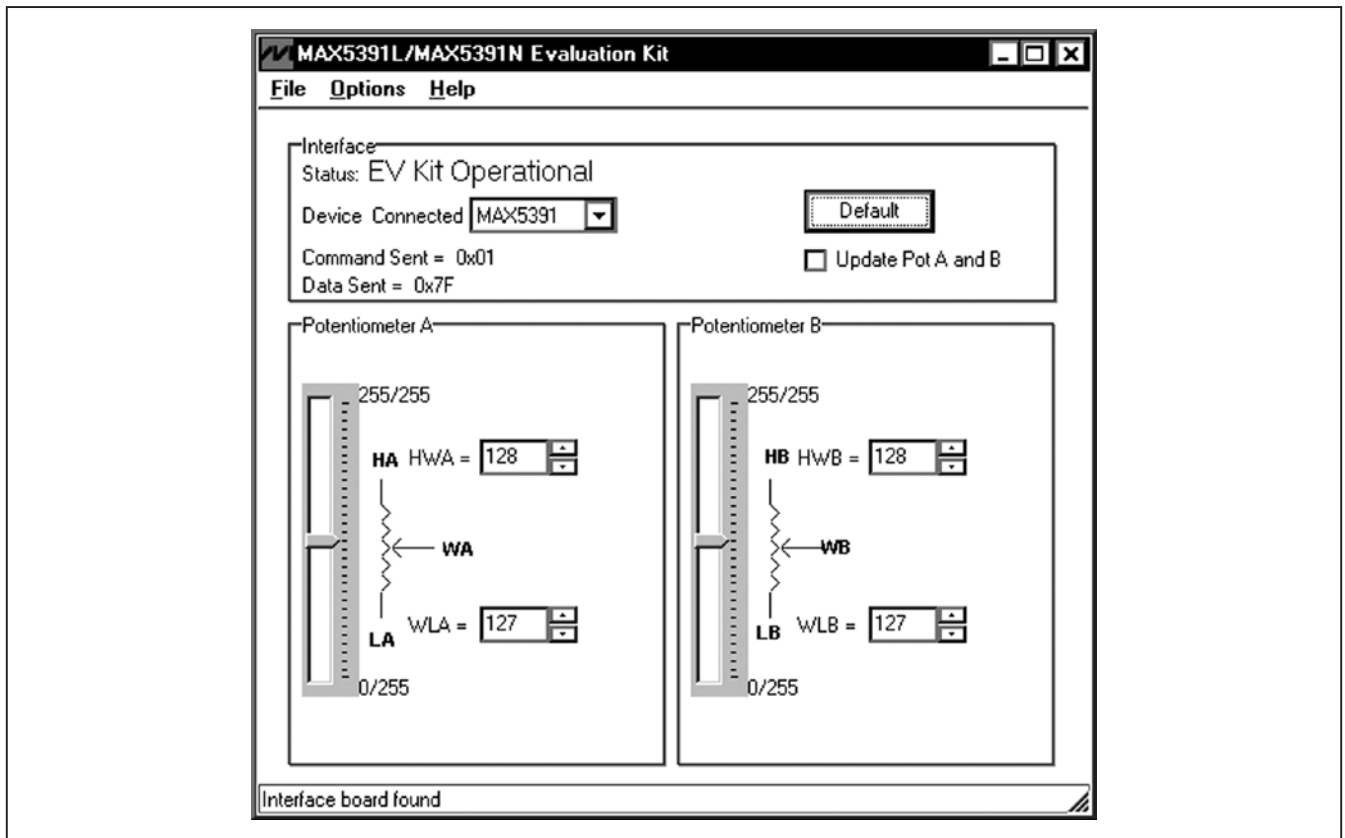 MAX5391L/MAX5391N Evaluation Kit
File Options Help
Interface
Status: EV Kit Operational
Device Connected MAX5391
Default
Command Sent = 0x01
Update Pot A and B
Data Sent = 0x7F
Potentiometer A
255/255
HA HWA = 128
WA
WLA = 127
LA
0/255
Potentiometer B
255/255
HB HWB = 128
WB
WLB = 127
LB
0/255
Interface board found